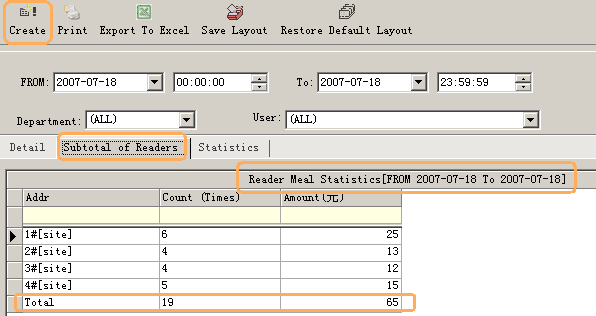 Create Print Export To Excel Save Layout Restore Default Layout
FROM: 2007-07-18 00:00:00 To: 2007-07-18 23:59:59
Department: (ALL) User: (ALL)
Detail Subtotal of Readers Statistics
Reader Meal Statistics[FROM 2007-07-18 To 2007-07-18]
Addr Count (Times) Amount(元)
1#[site] 6 25
2#[site] 4 13
3#[site] 4 12
4#[site] 5 15
Total 19 65